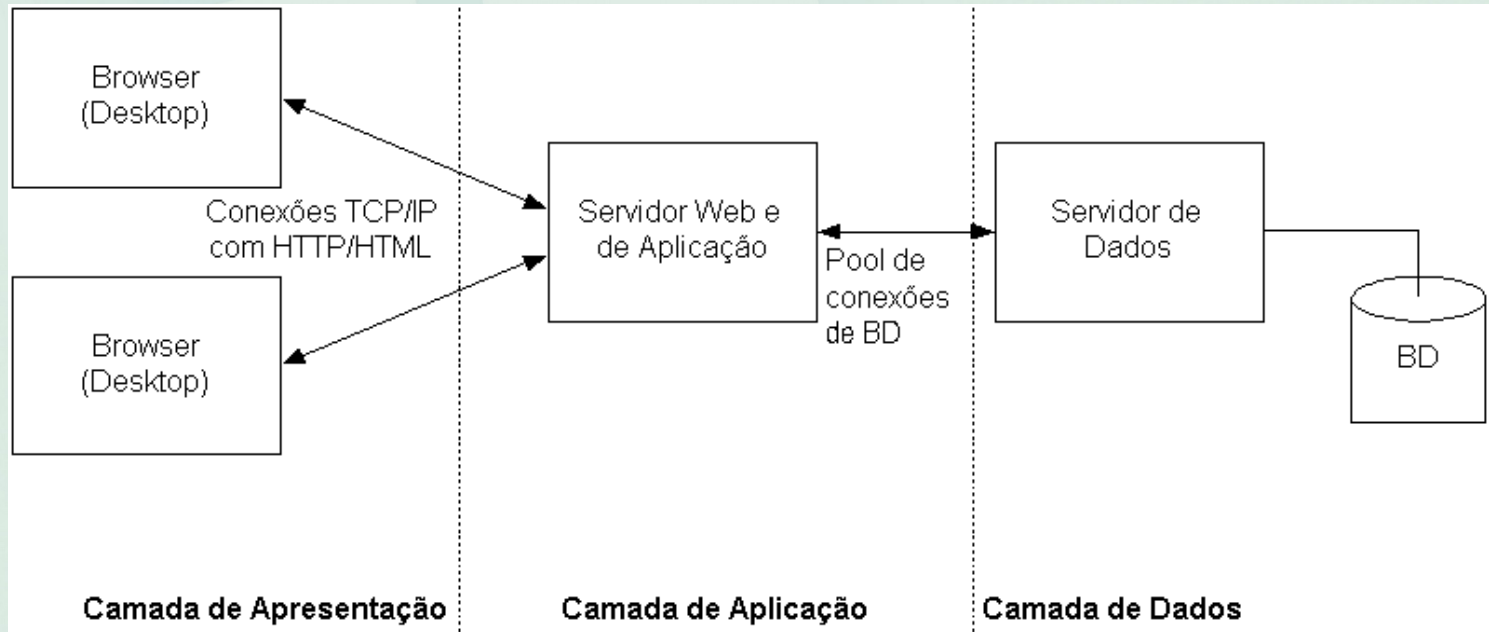 Browser
(Desktop)
Conexões TCP/IP
com HTTP/HTML
Browser
(Desktop)
Servidor Web e
de Aplicação
Pool de
conexões
de BD
Servidor de
Dados
BD
Camada de Apresentação
Camada de Aplicação
Camada de Dados